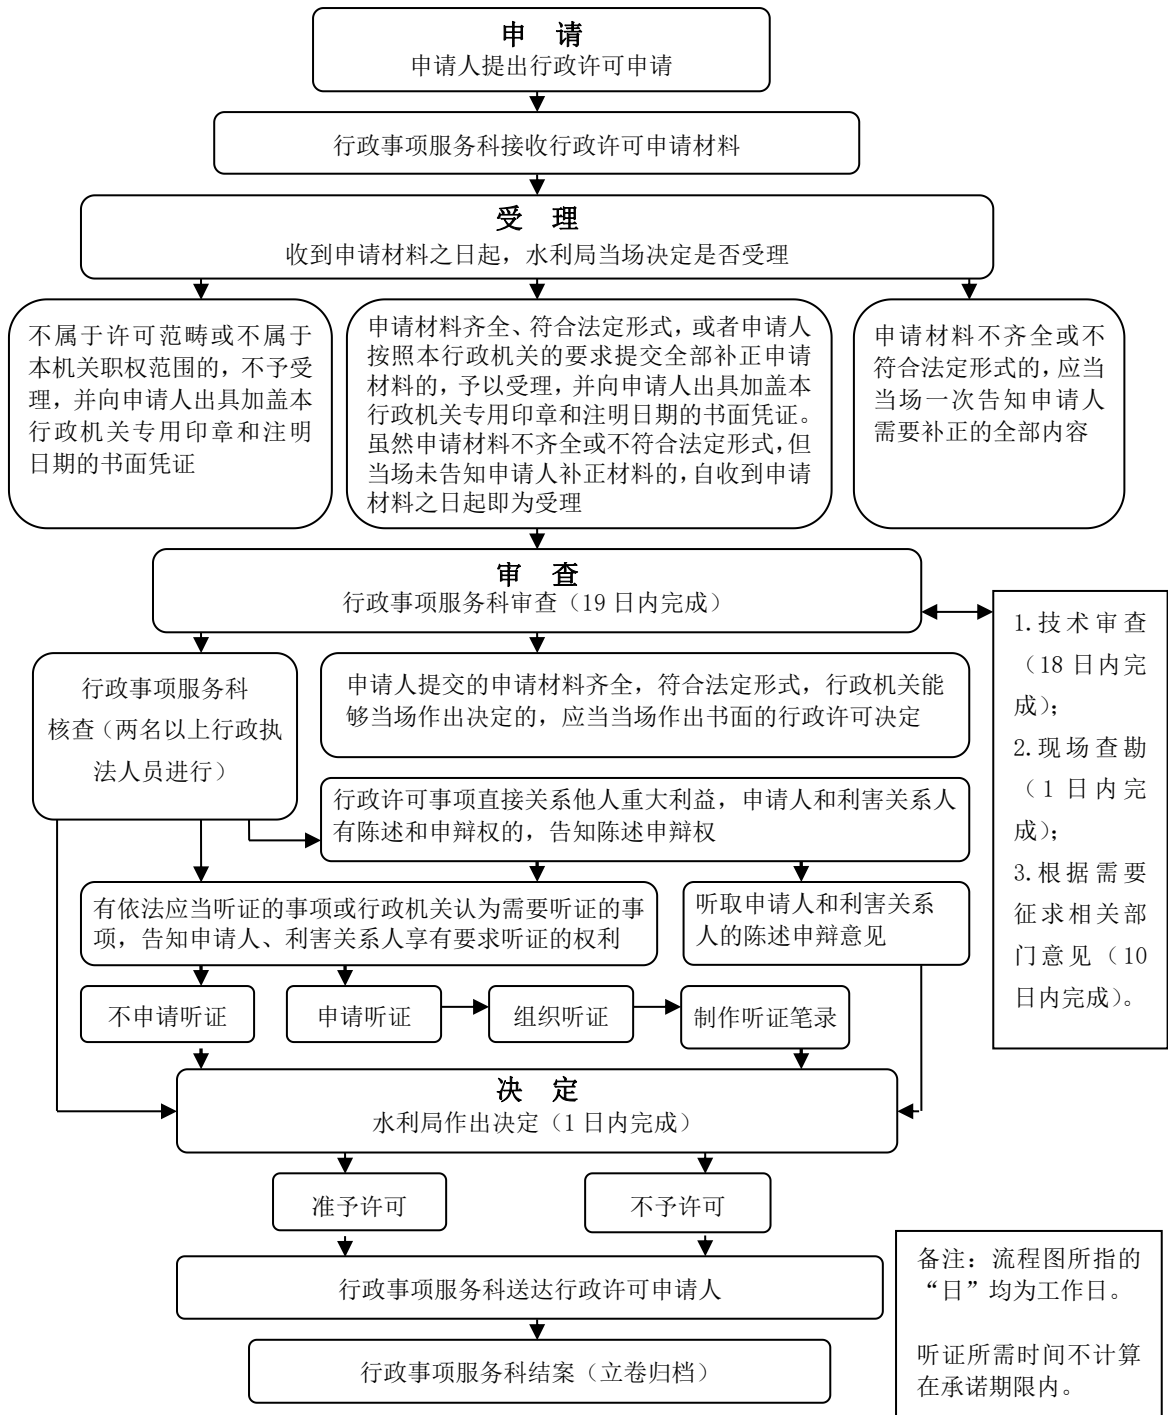 申 请
申请人提出行政许可申请
行政事项服务科接收行政许可申请材料
受 理
收到申请材料之日起，水利局当场决定是否受理
不属于许可范畴或不属于
本机关职权范围的，不予受
理，并向申请人出具加盖本
行政机关专用印章和注明
日期的书面凭证
申请材料齐全、符合法定形式，或者申请人
按照本行政机关的要求提交全部补正申请
材料的，予以受理，并向申请人出具加盖本
行政机关专用印章和注明日期的书面凭证。
虽然申请材料不齐全或不符合法定形式，但
当场未告知申请人补正材料的，自收到申请
材料之日起即为受理
申请材料不齐全或不
符合法定形式的，应当
当场一次告知申请人
需要补正的全部内容
审 查
行政事项服务科审查（19 日内完成）
1.技术审查
（18 日内完
成）；
2.现场查勘
（1 日内完
成）；
3.根据需要
征求相关部
门意见（10
日内完成）。
行政事项服务科
核查（两名以上行政执
法人员进行）
申请人提交的申请材料齐全，符合法定形式，行政机关能
够当场作出决定的，应当当场作出书面的行政许可决定
行政许可事项直接关系他人重大利益，申请人和利害关系人
有陈述和申辩权的，告知陈述申辩权
有依法应当听证的事项或行政机关认为需要听证的事
项，告知申请人、利害关系人享有要求听证的权利
听取申请人和利害关系
人的陈述申辩意见
不申请听证
申请听证
组织听证
制作听证笔录
决 定
水利局作出决定（1 日内完成）
准予许可
不予许可
行政事项服务科送达行政许可申请人
行政事项服务科结案（立卷归档）
备注：流程图所指的
“日”均为工作日。
听证所需时间不计算
在承诺期限内。